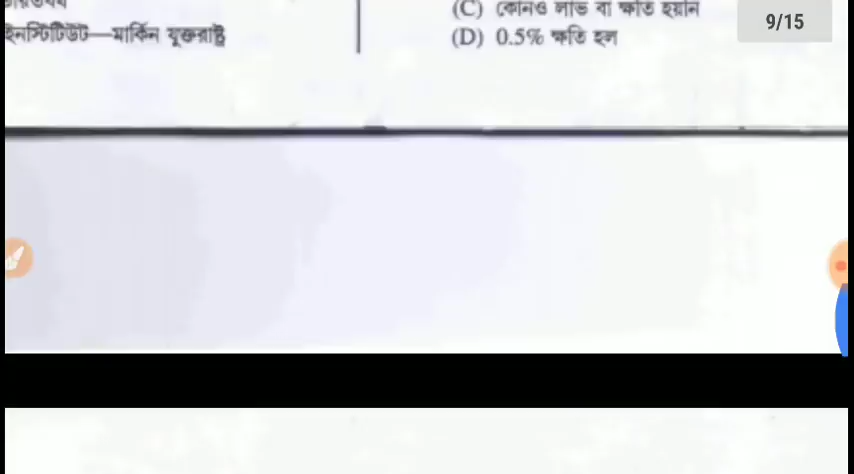 ইনস্টিটিউট—মার্কিন যুক্তরাষ্ট্র
(C) কোনও লাভ বা ক্ষতি হয়নি
(D) 0.5% ক্ষতি হল
9/15